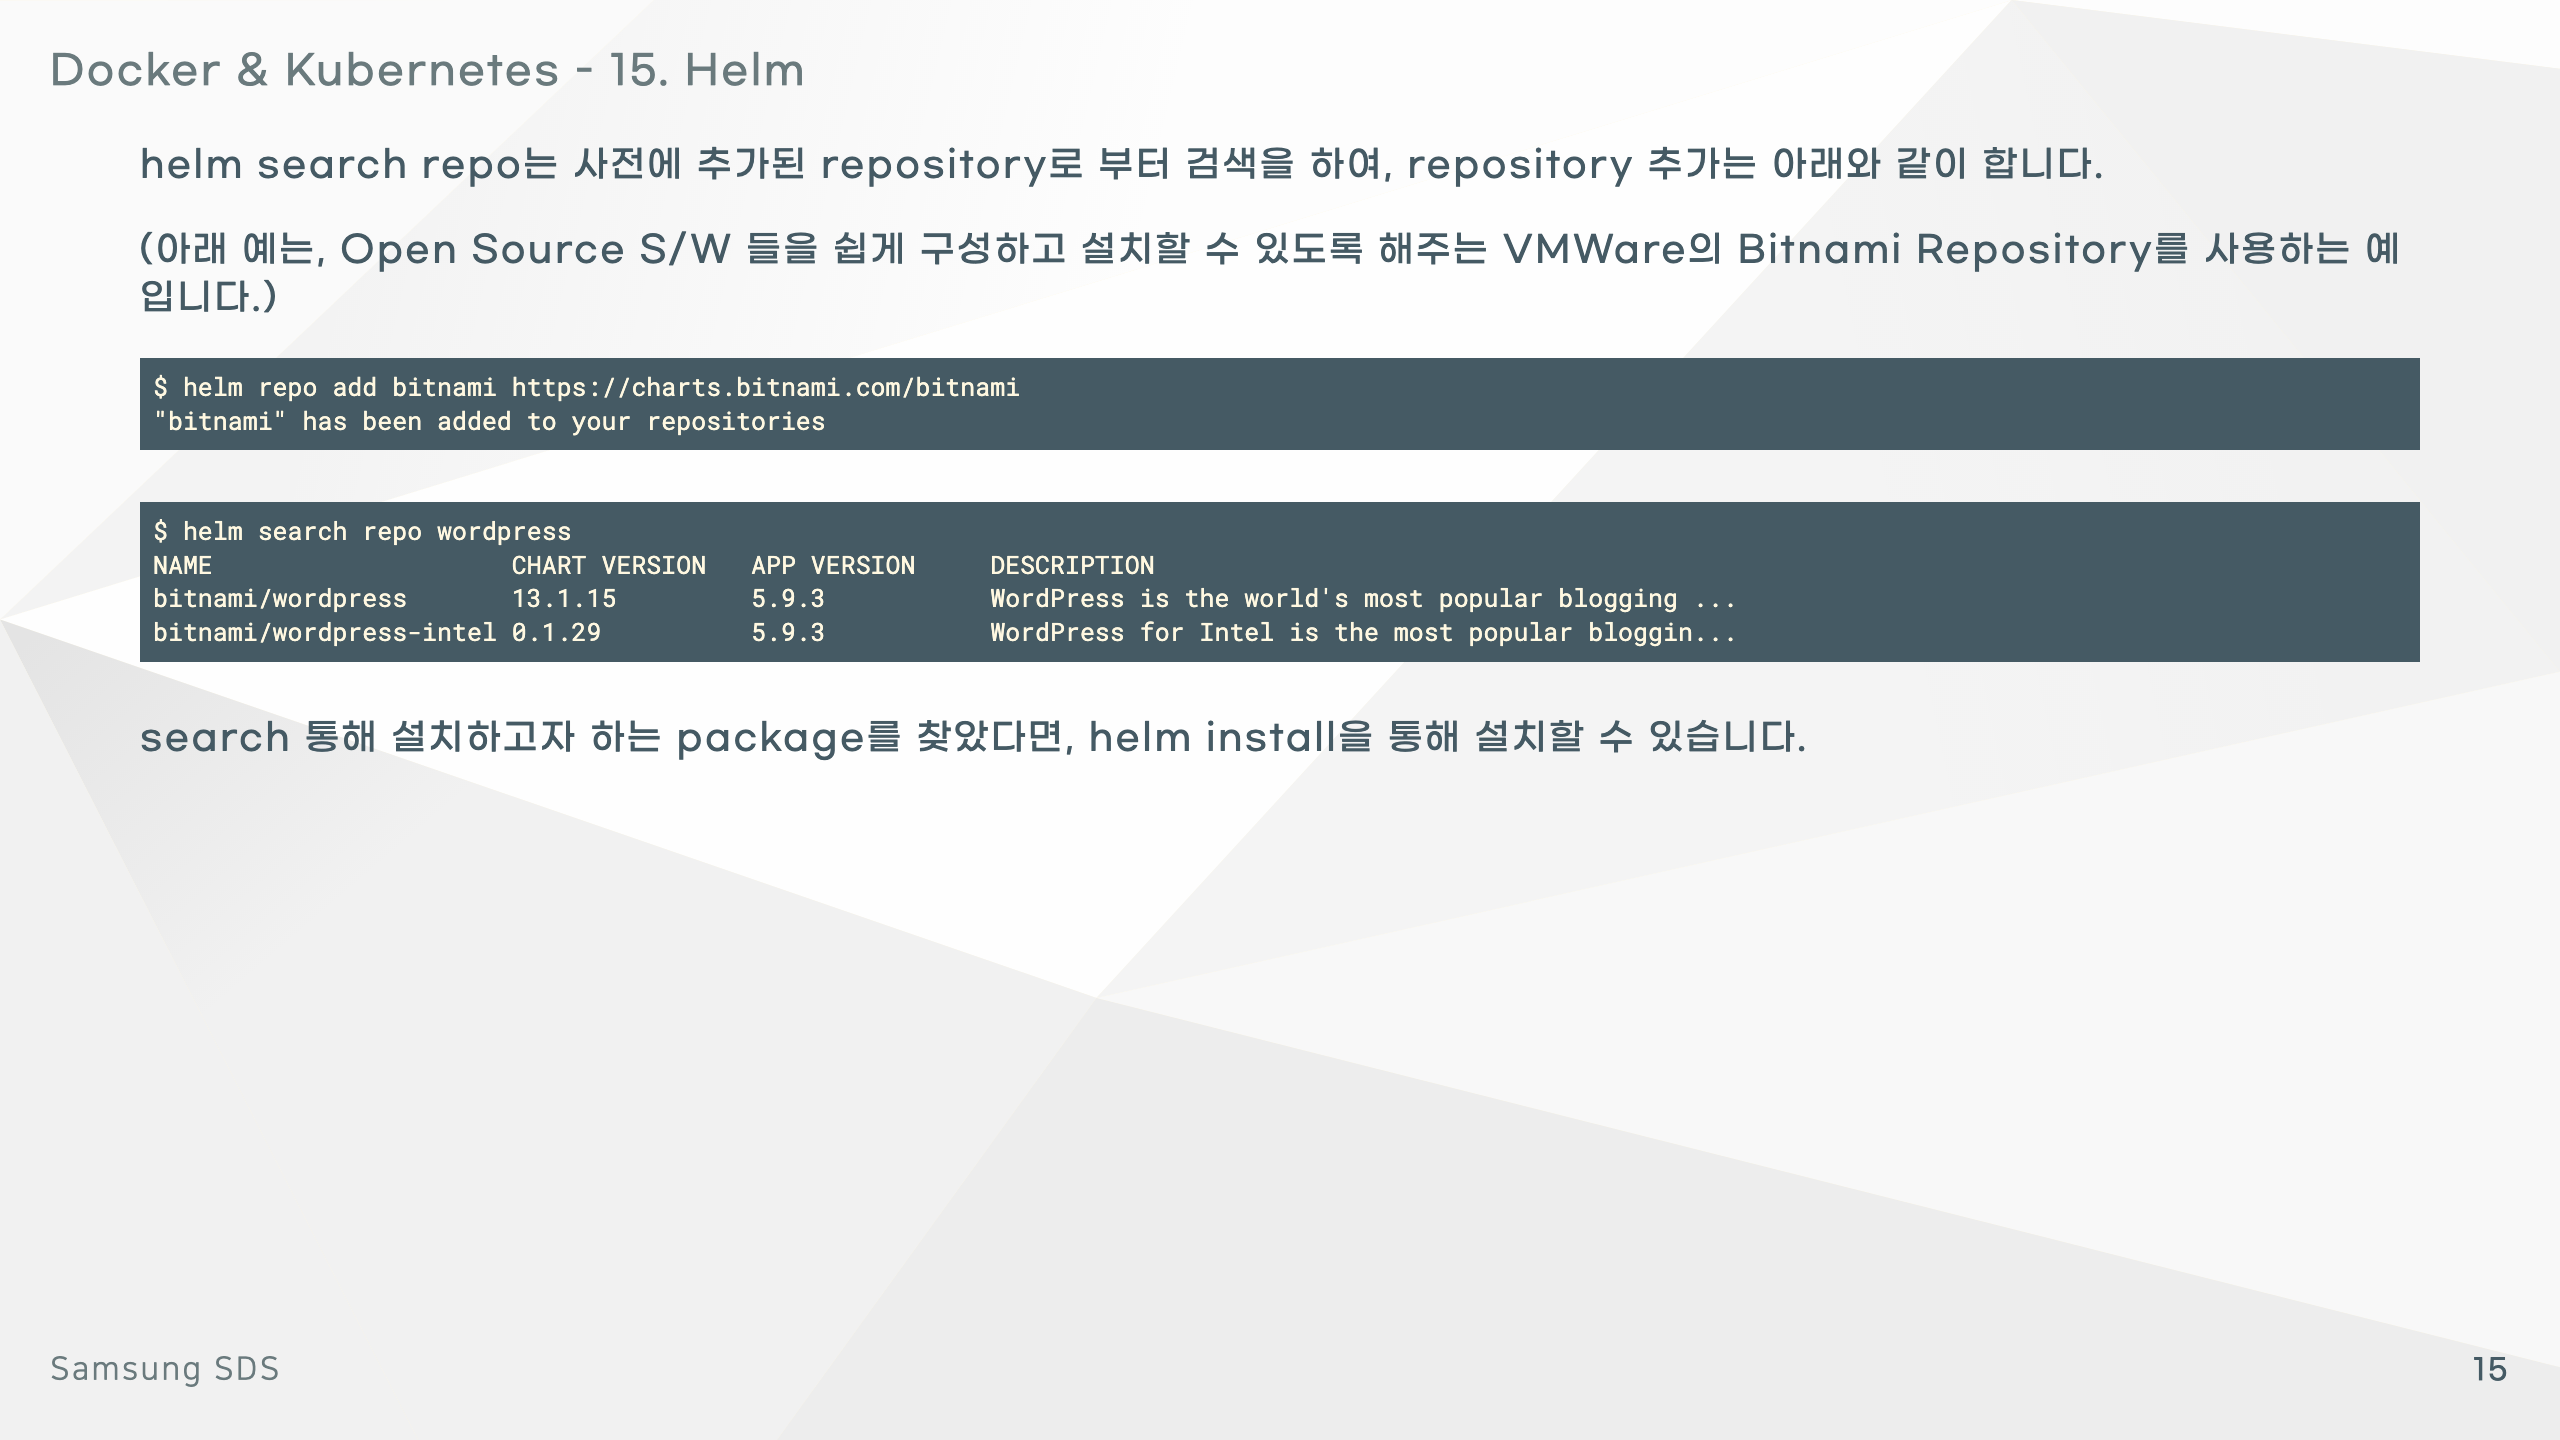 Docker & Kubernetes - 15. Helm
helm search repo는 사전에 추가된 repository로 부터 검색을 하여, repository 추가는 아래와 같이 합니다.
(아래 예는, Open Source S/W 들을 쉽게 구성하고 설치할 수 있도록 해주는 VMWare의 Bitnami Repository를 사용하는 예
입니다.)
$ helm repo add bitnami https://charts.bitnami.com/bitnami
"bitnami" has been added to your repositories
$ helm search repo wordpress
NAME                    CHART VERSION   APP VERSION     DESCRIPTION
bitnami/wordpress       13.1.15         5.9.3           WordPress is the world's most popular blogging ...
bitnami/wordpress-intel 0.1.29          5.9.3           WordPress for Intel is the most popular bloggin...
search 통해 설치하고자 하는 package를 찾았다면, helm install을 통해 설치할 수 있습니다.
Samsung SDS
15